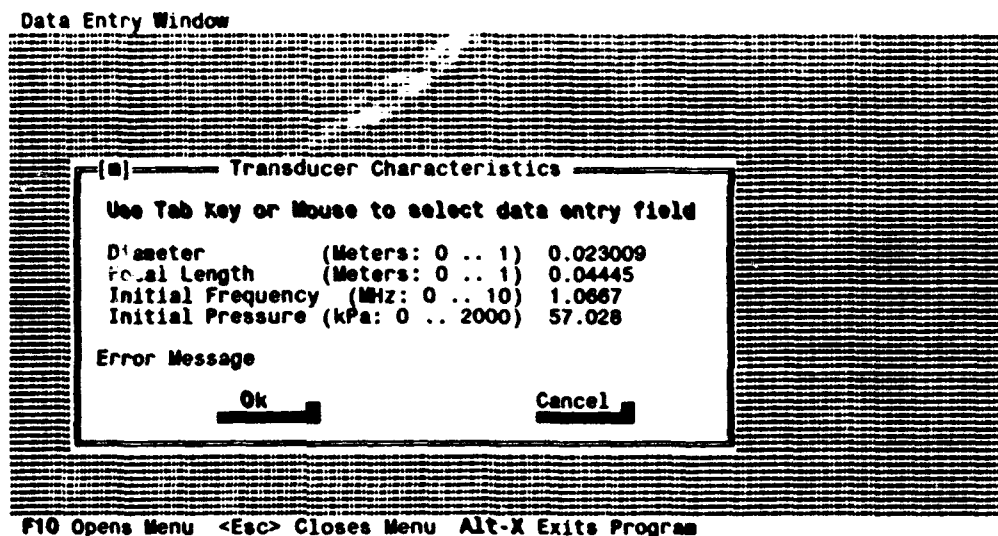 Data Entry Window
[■] Transducer Characteristics
Use Tab Key or Mouse to select data entry field
Diameter (Meters: 0 .. 1) 0.023009
Focal Length (Meters: 0 .. 1) 0.04445
Initial Frequency (MHz: 0 .. 10) 1.0667
Initial Pressure (kPa: 0 .. 2000) 57.028
Error Message
Ok Cancel
F10 Opens Menu <Esc> Closes Menu Alt-X Exits Program